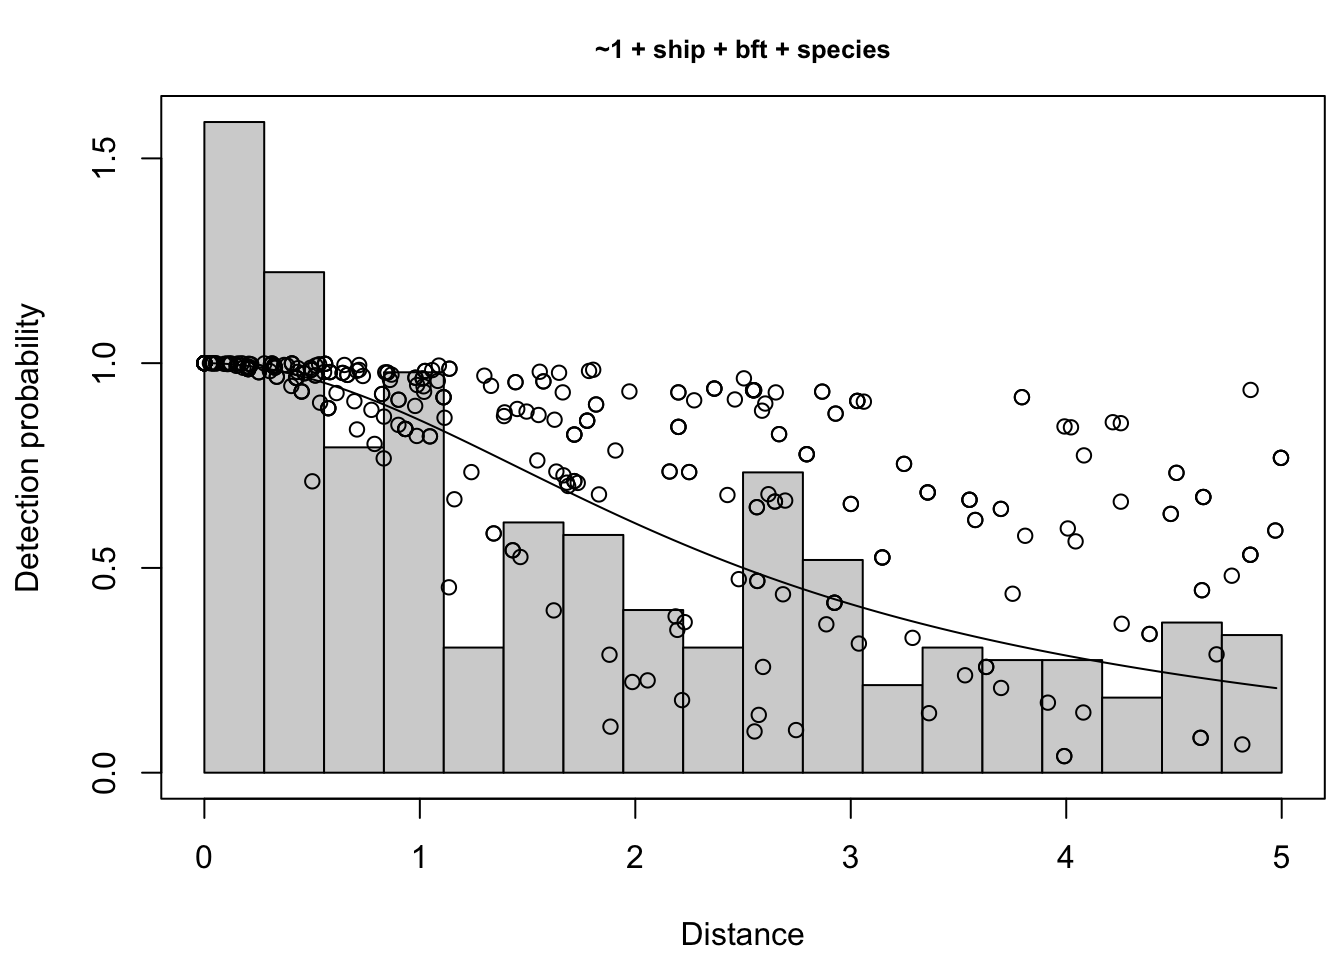 ~1 + ship + bft + species
Detection probability
1.5
1.0
0.5
0.0
0 1 2 3 4 5
Distance